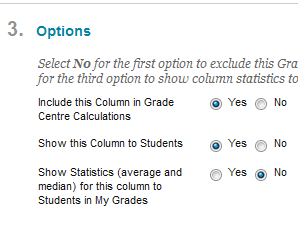 3. Options
Select No for the first option to exclude this Gra
for the third option to show column statistics to
Include this Column in Grade Yes No
Centre Calculations
Show this Column to Students Yes No
Show Statistics (average and Yes No
median) for this column to
Students in My Grades